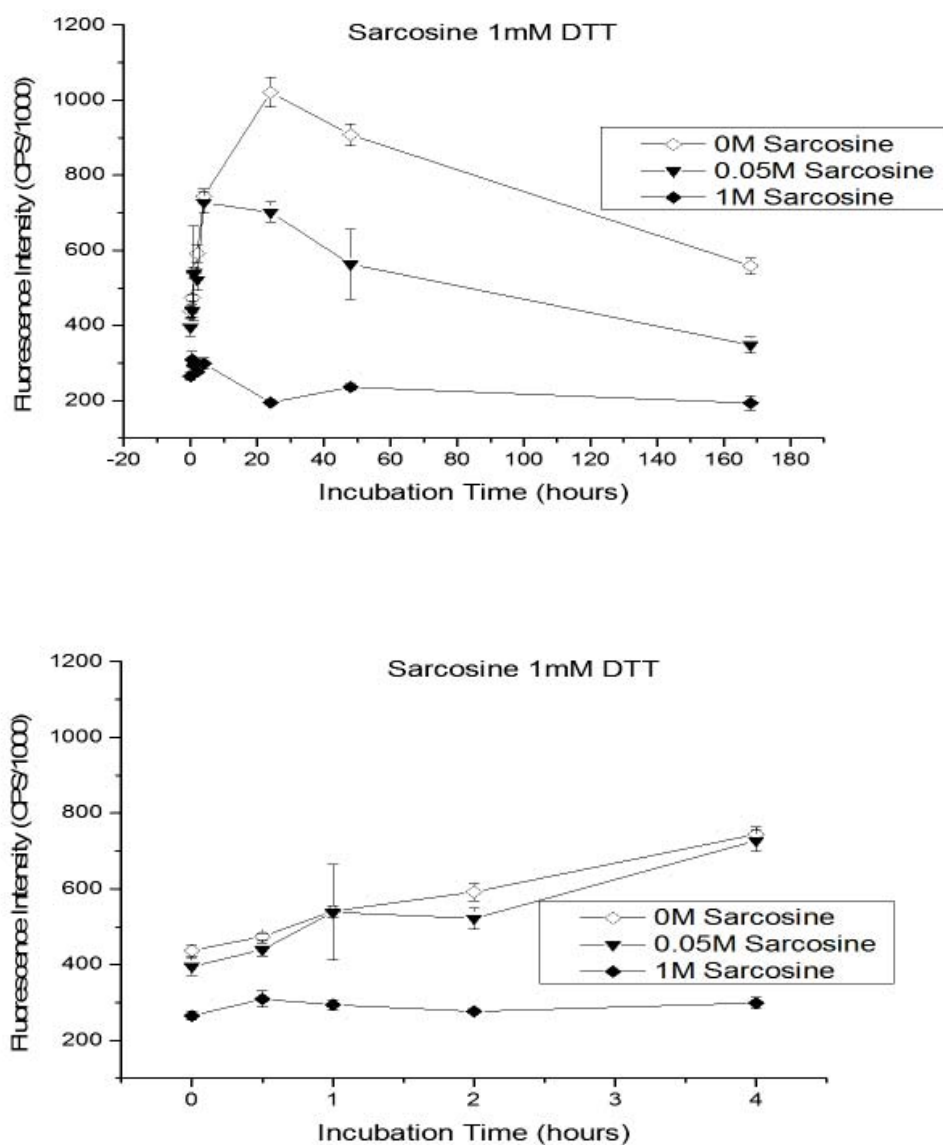 Sarcosine 1mM DTT
Fluorescence Intensity (CPS/1000)
1200
1000
800
600
400
200
0M Sarcosine
0.05M Sarcosine
1M Sarcosine
-20 0 20 40 60 80 100 120 140 160 180
Incubation Time (hours)
Sarcosine 1mM DTT
Fluorescence Intensity (CPS/1000)
1200
1000
800
600
400
200
0M Sarcosine
0.05M Sarcosine
1M Sarcosine
0 1 2 3 4
Incubation Time (hours)